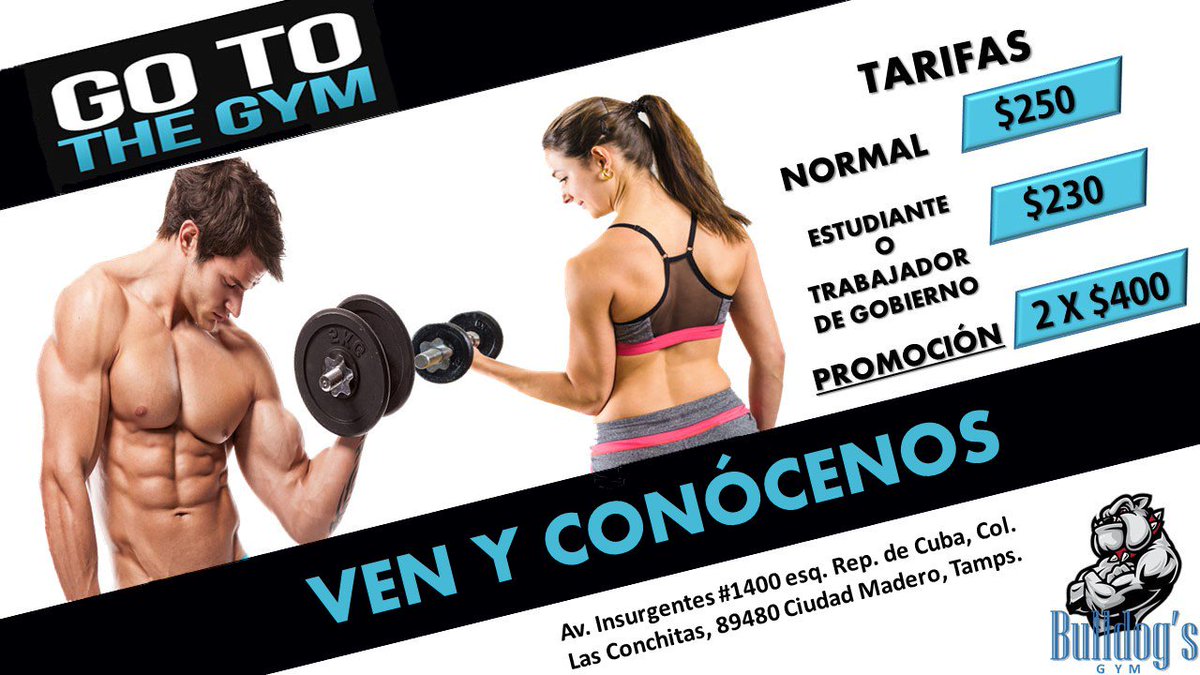 GO TO
THE GYM
TARIFAS
NORMAL
$250
ESTUDIANTE
O
TRABAJADOR
DE GOBIERNO
$230
PROMOCIÓN
2 X $400
2KG
VEN Y CONÓCENOS
Av. Insurgentes #1400 esq. Rep. de Cuba, Col.
Las Conchitas, 89480 Ciudad Madero, Tamps.
Bulldog's
GYM